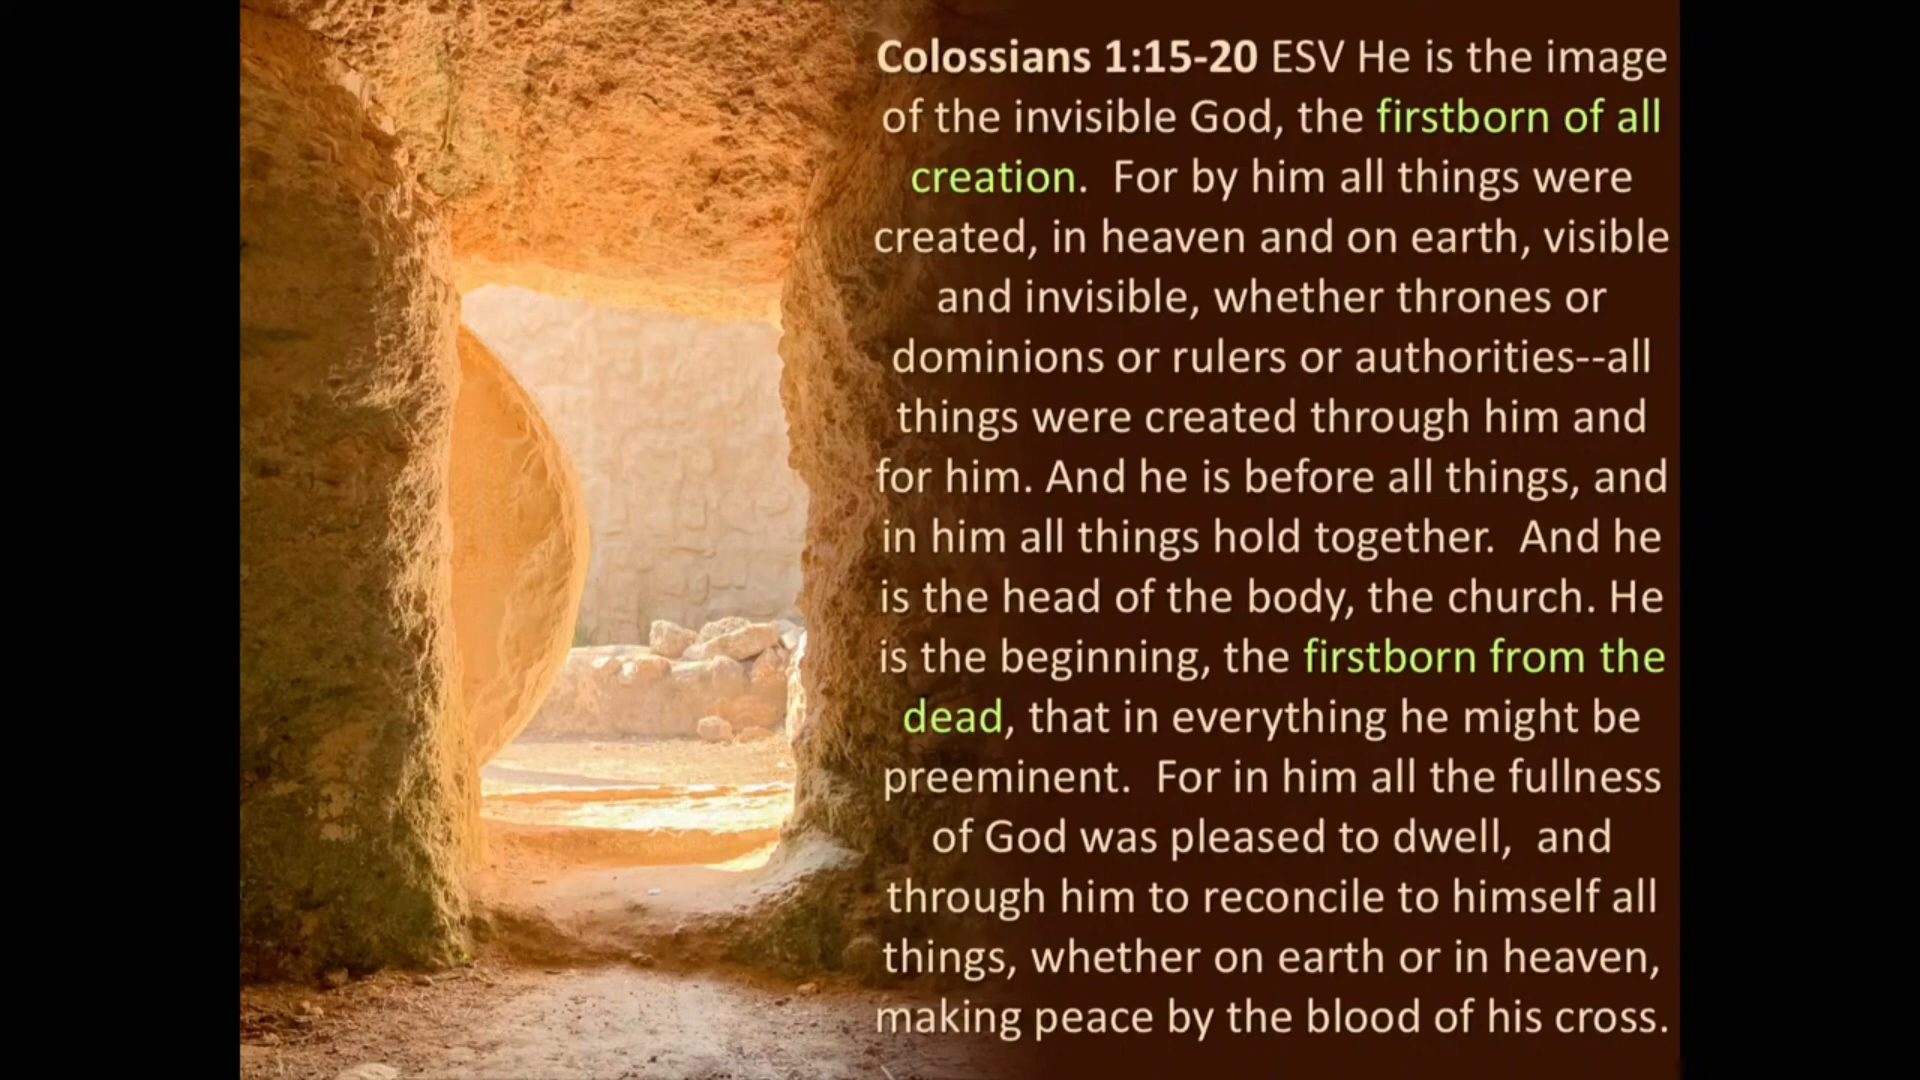 Colossians 1:15-20 ESV He is the image
of the invisible God, the firstborn of all
creation.  For by him all things were
created, in heaven and on earth, visible
and invisible, whether thrones or
dominions or rulers or authorities--all
things were created through him and
for him. And he is before all things, and
in him all things hold together.  And he
is the head of the body, the church. He
is the beginning, the firstborn from the
dead, that in everything he might be
preeminent.  For in him all the fullness
of God was pleased to dwell,  and
through him to reconcile to himself all
things, whether on earth or in heaven,
making peace by the blood of his cross.